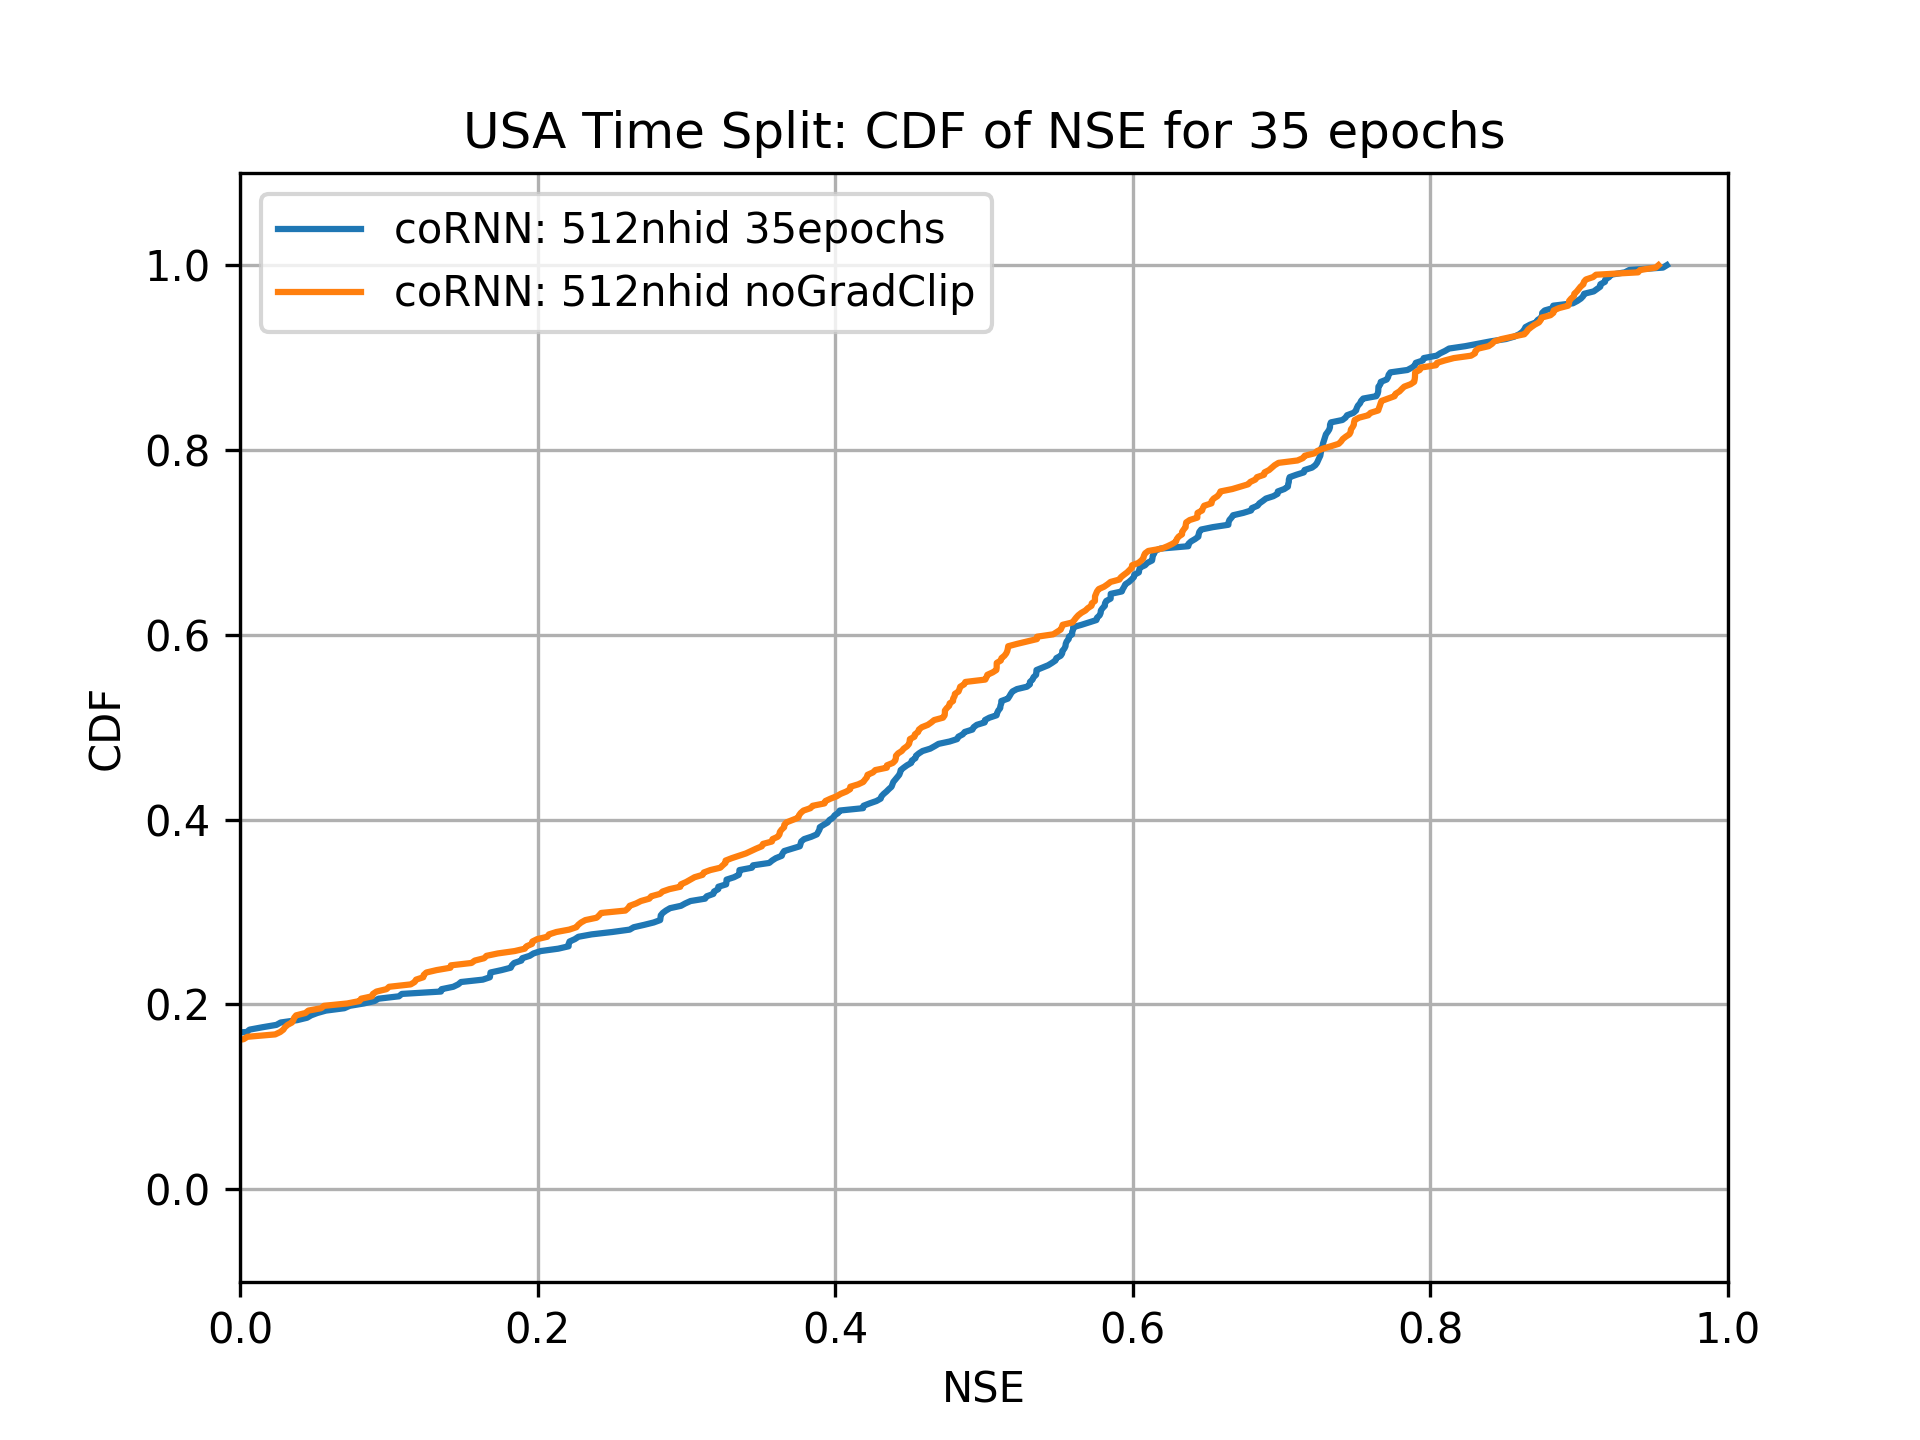 USA Time Split: CDF of NSE for 35 epochs
coRNN: 512nhid 35epochs
coRNN: 512nhid noGradClip
1.0
0.8
0.6
0.4
0.2
0.0
CDF
0.0 0.2 0.4 0.6 0.8 1.0
NSE